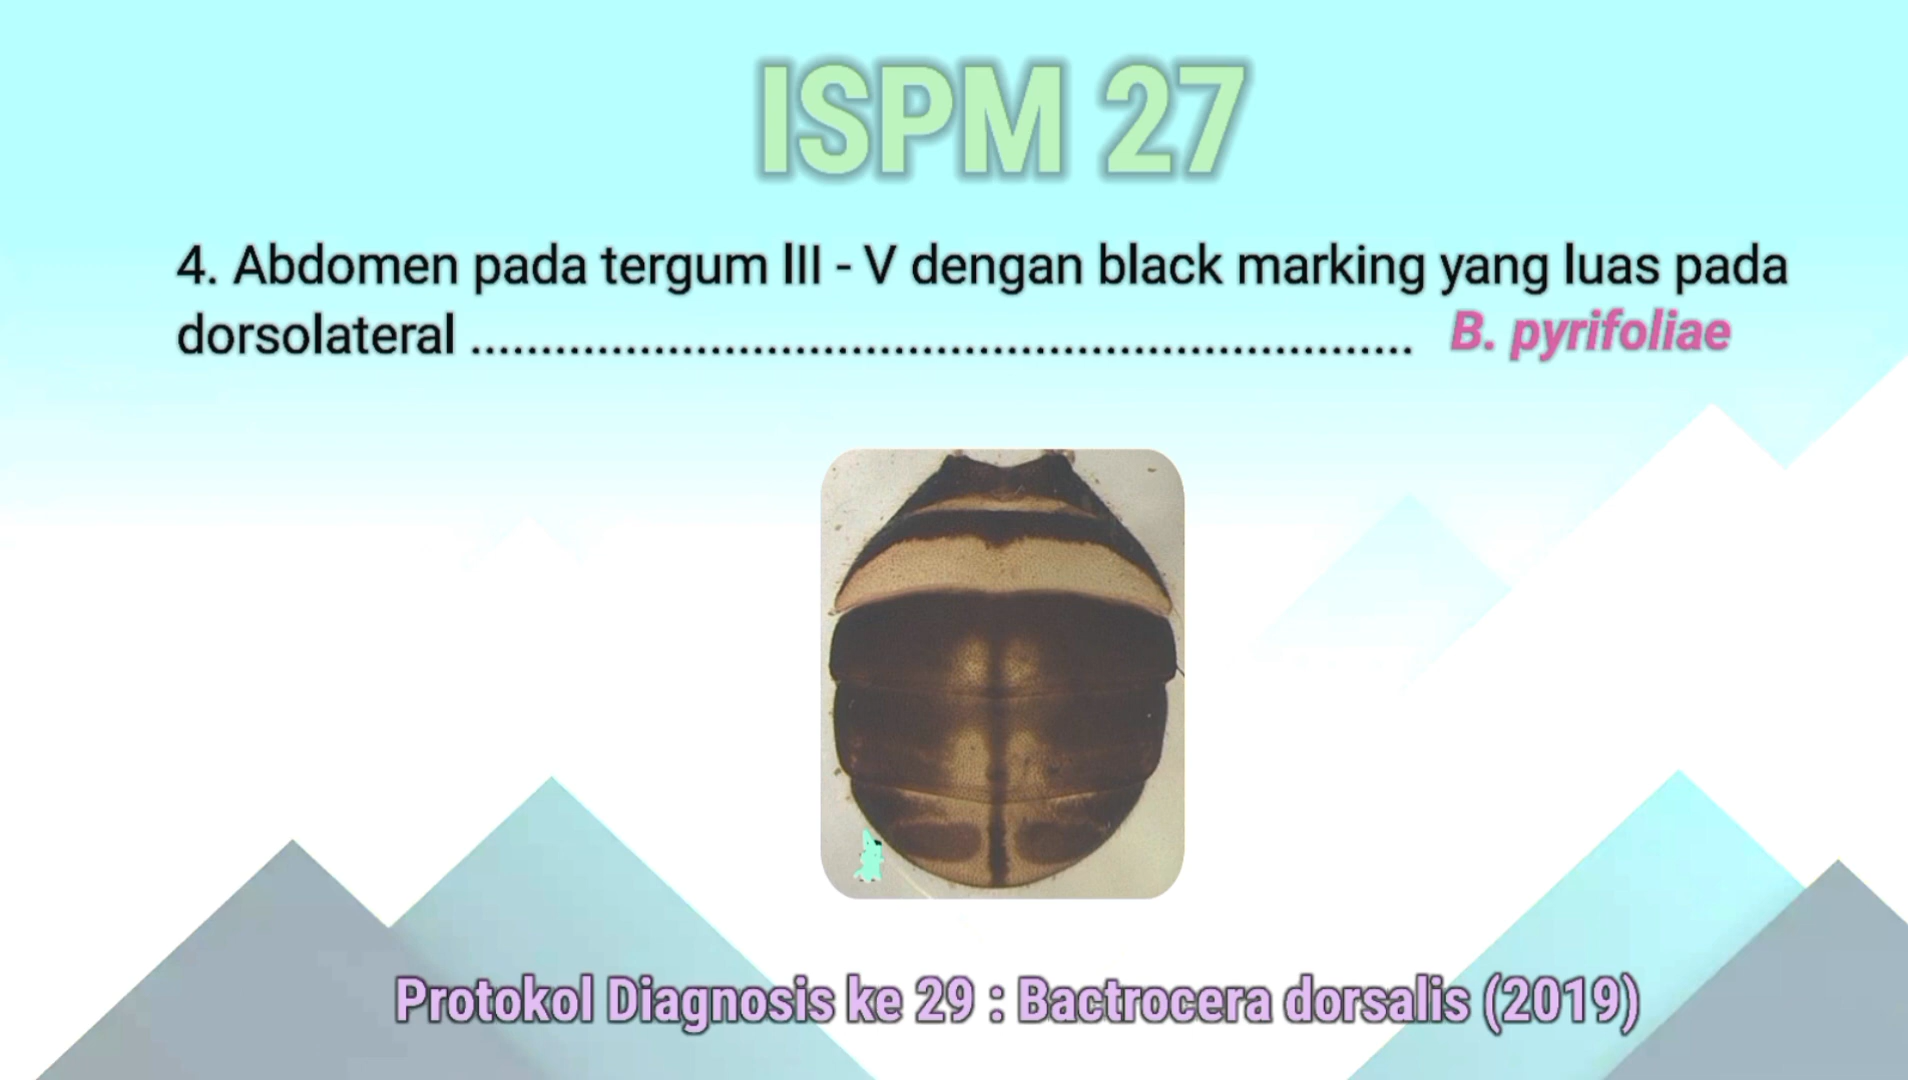 ISPM 27
4. Abdomen pada tergum III - V dengan black marking yang luas pada
dorsolateral ................................................................... B. pyrifoliae
Protokol Diagnosis ke 29 : Bactrocera dorsalis (2019)